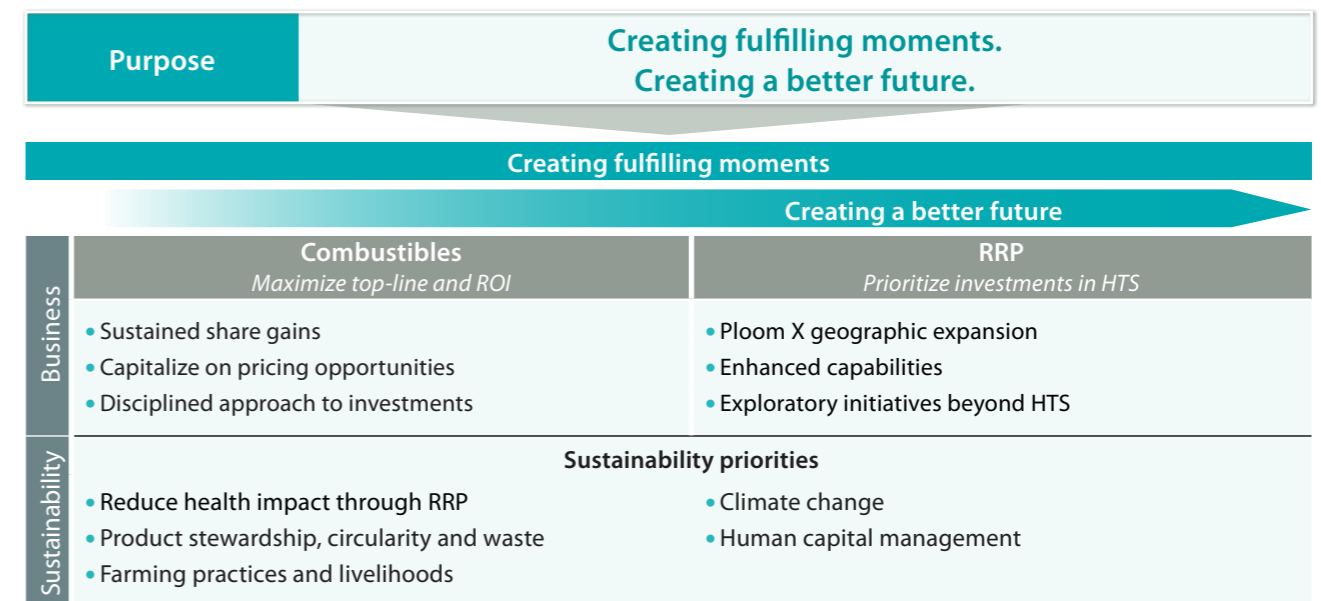 Purpose
Creating fulfilling moments.
Creating a better future.
Creating fulfilling moments
Creating a better future
Business
Combustibles
Maximize top-line and ROI
• Sustained share gains
• Capitalize on pricing opportunities
• Disciplined approach to investments
RRP
Prioritize investments in HTS
• Ploom X geographic expansion
• Enhanced capabilities
• Exploratory initiatives beyond HTS
Sustainability
Sustainability priorities
• Reduce health impact through RRP
• Product stewardship, circularity and waste
• Farming practices and livelihoods
• Climate change
• Human capital management